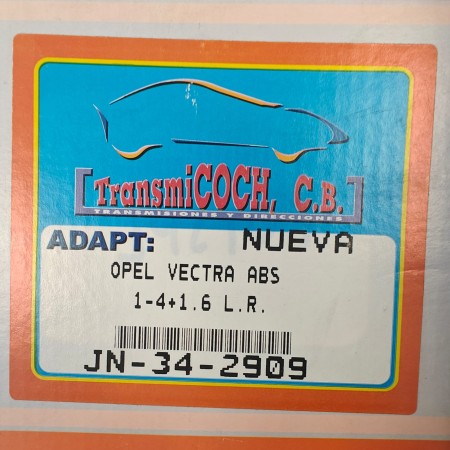 TransmiCOCH, C.B.
TRANSMISIONES Y DIRECCIONES
ADAPT: NUEVA
OPEL VECTRA ABS
1-4+1.6 L.R.
JN-34-2909